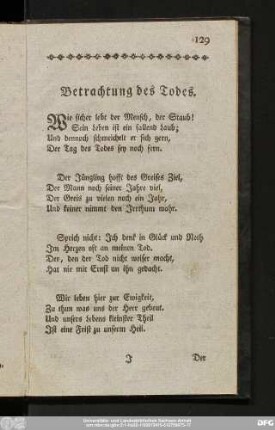 129
Betrachtung des Todes.
Wie sicher lebt der Mensch, der Staub!
Sein Leben ist ein fallend Laub;
Und dennoch schmeichelt er sich gern,
Der Tag des Todes sey noch fern.
Der Jüngling hofft des Greises Ziel,
Der Mann noch seiner Jahre viel,
Der Greis zu vielen noch ein Jahr,
Und keiner nimmt den Irrthum wahr.
Sprich nicht: Ich denk in Glück und Noth
Im Herzen oft an meinen Tod.
Der, den der Tod nicht weiser macht,
Hat nie mit Ernst an ihn gedacht.
Wir leben hier zur Ewigkeit,
Zu thun was uns der Herr gebeut.
Und unsers Lebens kleinster Theil
Ist eine Frist zu unserm Heil.
J Der
Universitäts- und Landesbibliothek Sachsen-Anhalt